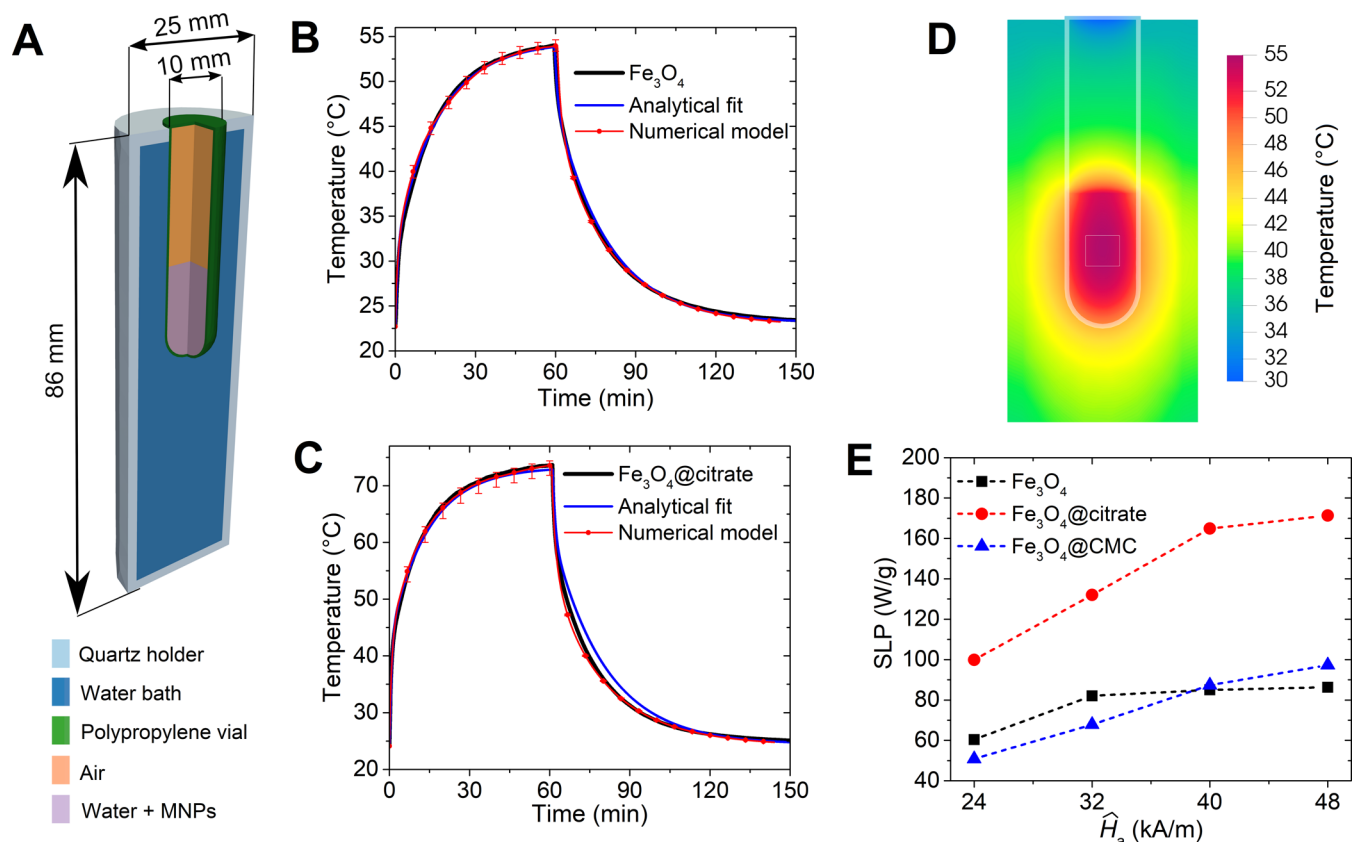 A
25 mm
10 mm
86 mm
Quartz holder
Water bath
Polypropylene vial
Air
Water + MNPs
B
55
50
45
40
35
30
25
20
Temperature (°C)
Fe₃O₄
Analytical fit
Numerical model
0 30 60 90 120 150
Time (min)
C
70
60
50
40
30
20
Temperature (°C)
Fe₃O₄@citrate
Analytical fit
Numerical model
0 30 60 90 120 150
Time (min)
D
55
52
50
48
46
44
42
40
38
36
34
32
30
Temperature (°C)
E
200
180
160
140
120
100
80
60
40
SLP (W/g)
Fe₃O₄
Fe₃O₄@citrate
Fe₃O₄@CMC
24 32 40 48
Ĥₐ (kA/m)